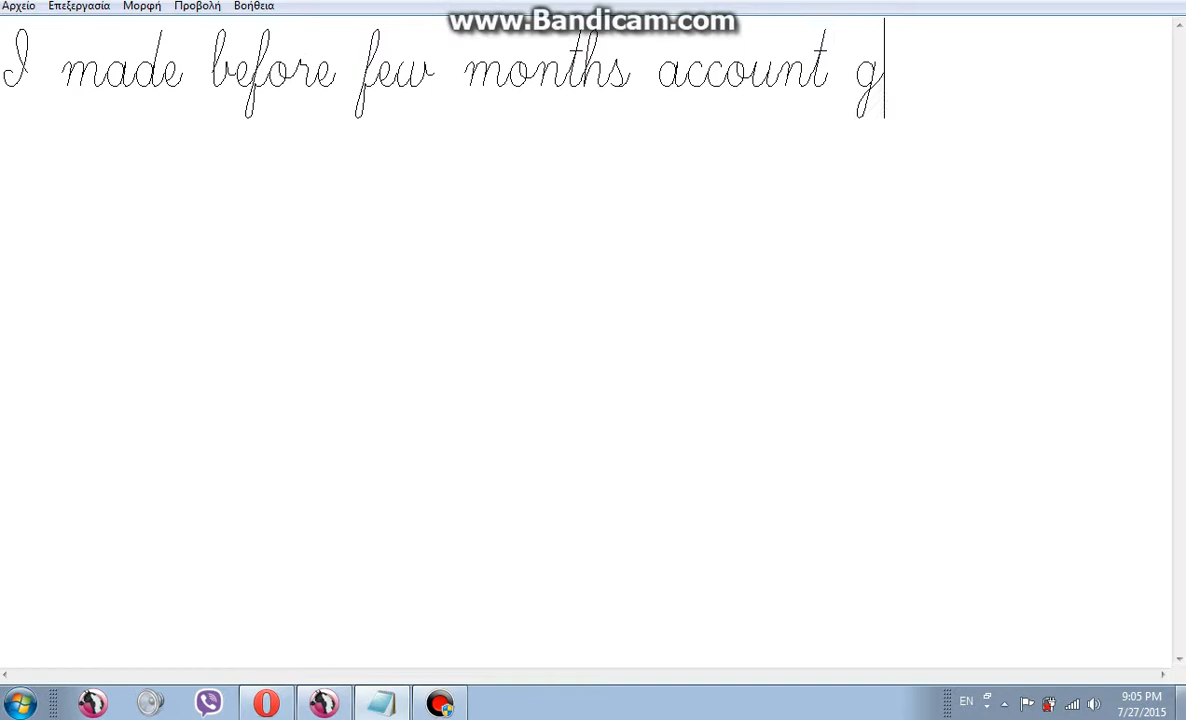 Αρχείο Επεξεργασία Μορφή Προβολή Βοήθεια
www.Bandicam.com
I made before few months account g
EN
9:05 PM
7/27/2015